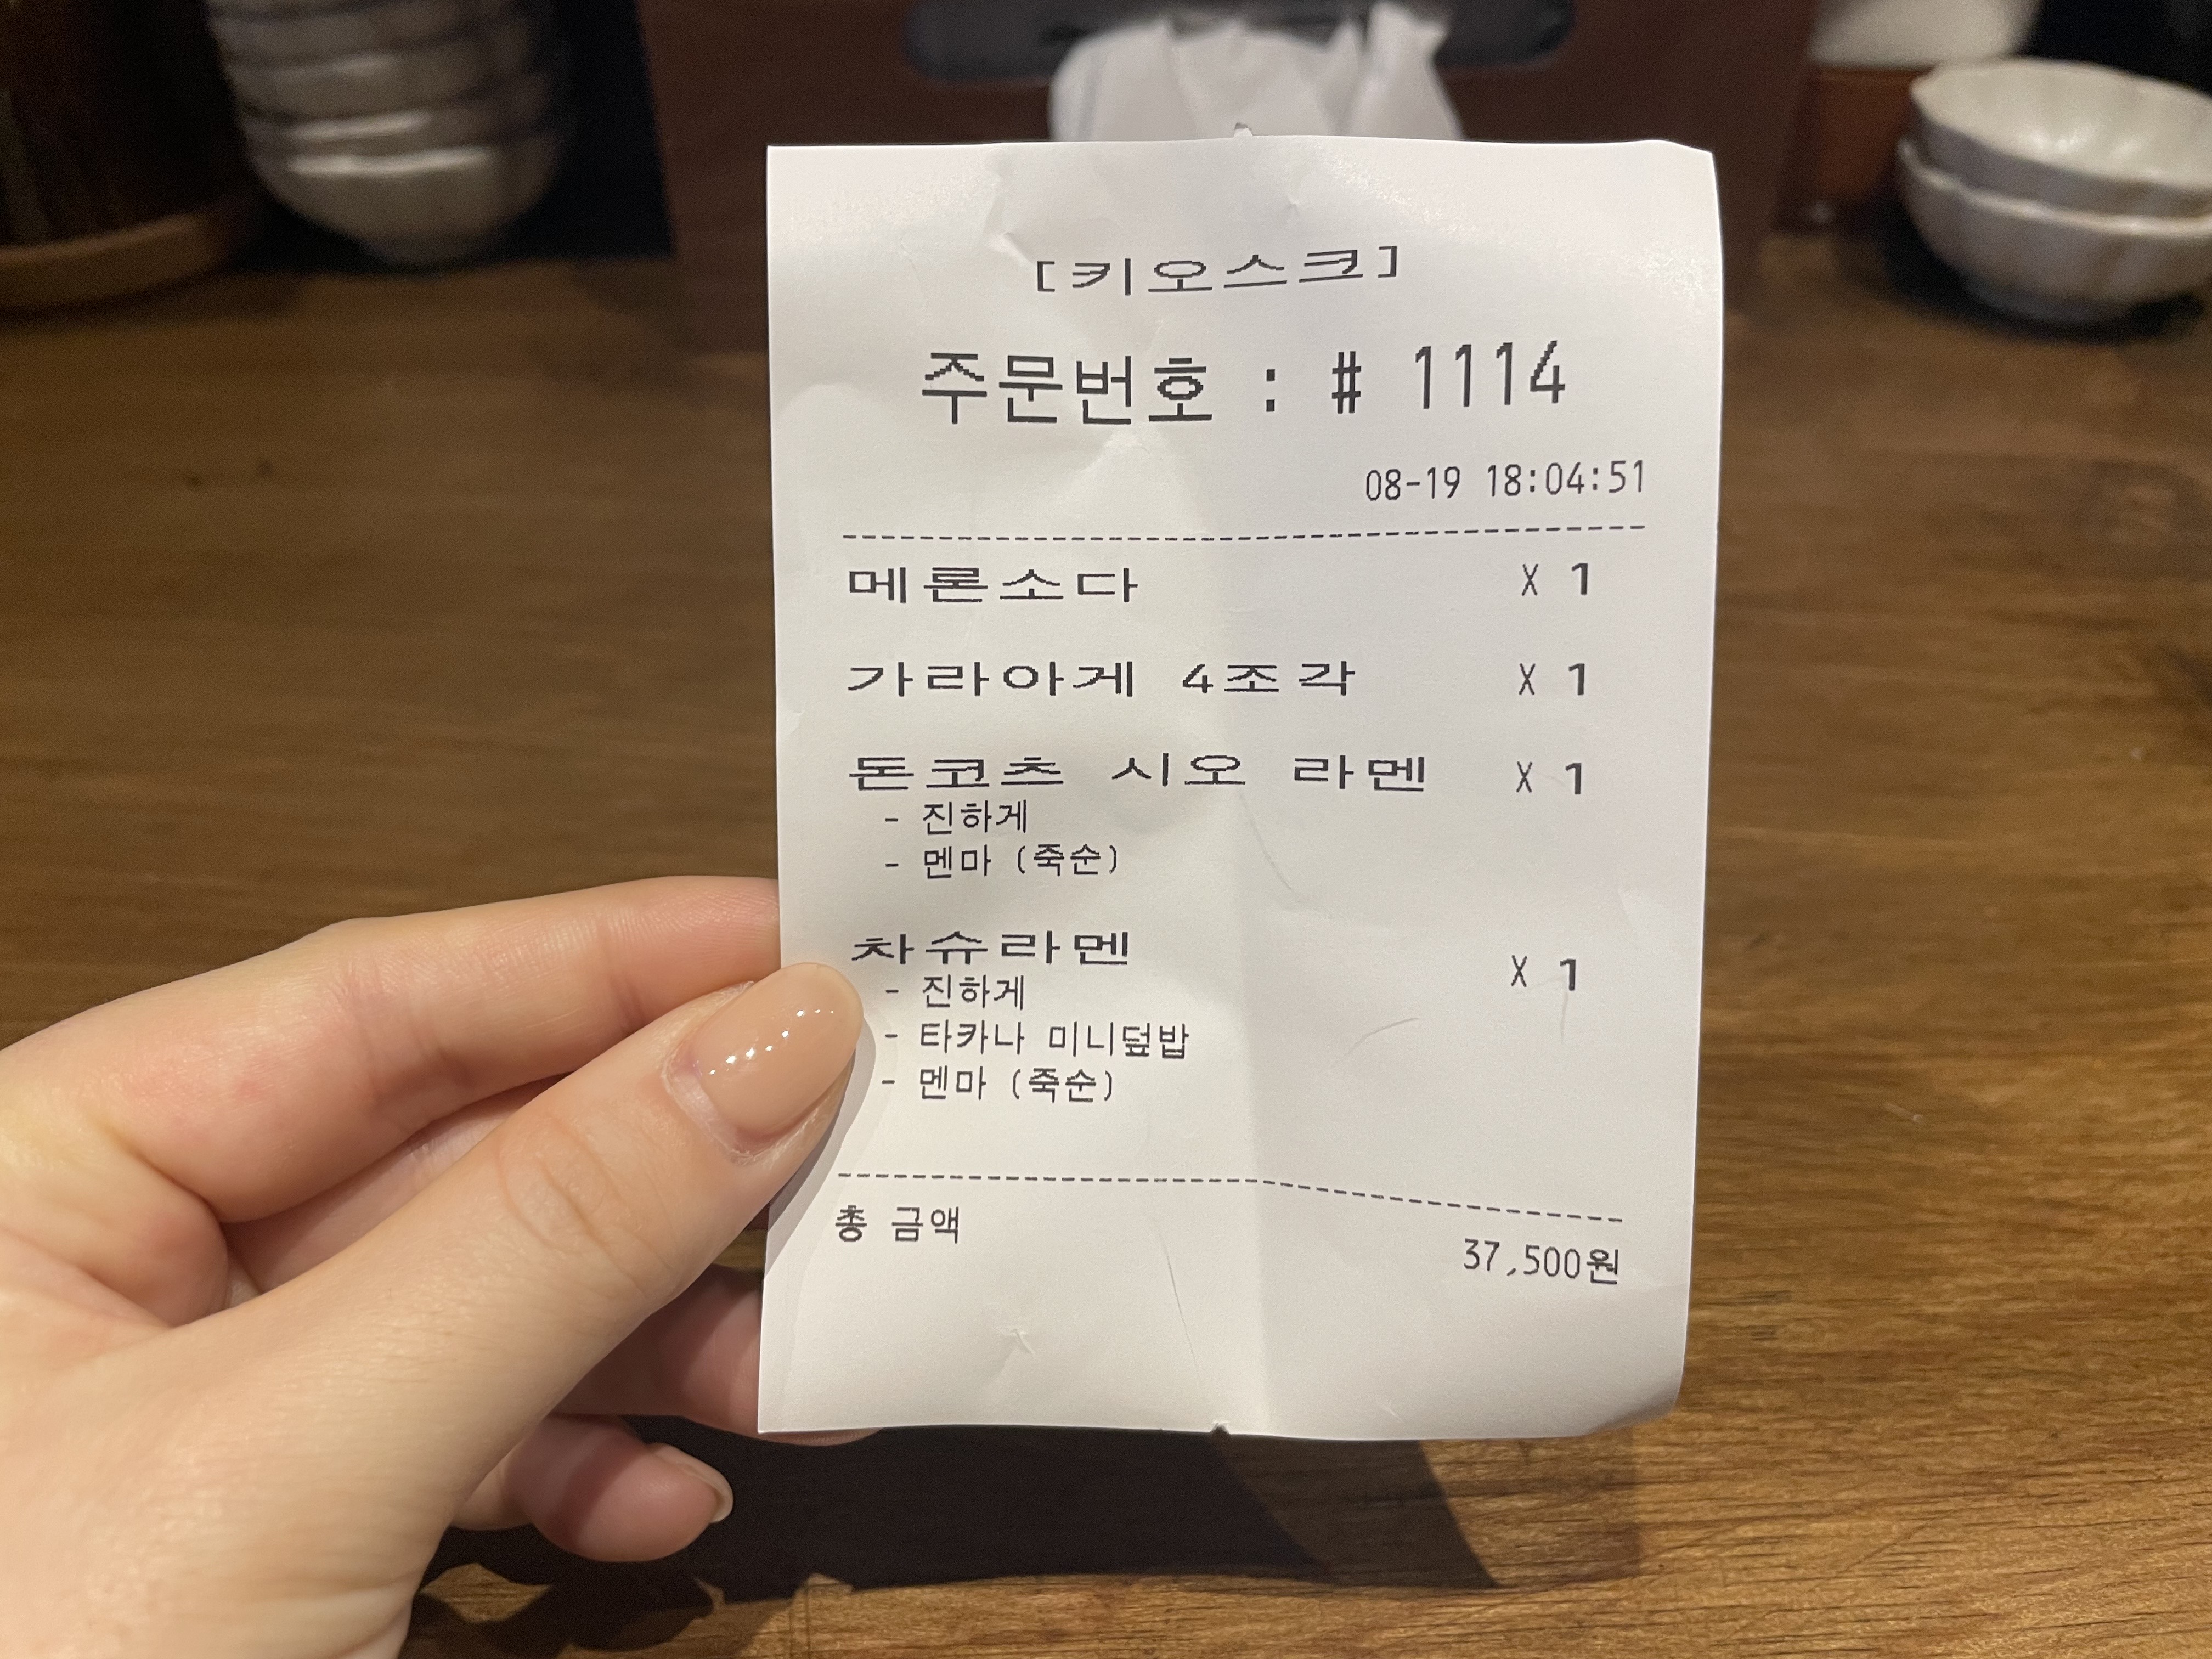 [키오스크]
주문번호 : # 1114
08-19 18:04:51
메론소다 X 1
가라아게 4조각 X 1
돈코츠 시오 라멘 X 1
- 진하게
- 멘마 (죽순)
차슈라멘 X 1
- 진하게
- 타카나 미니덮밥
- 멘마 (죽순)
총 금액 37,500원